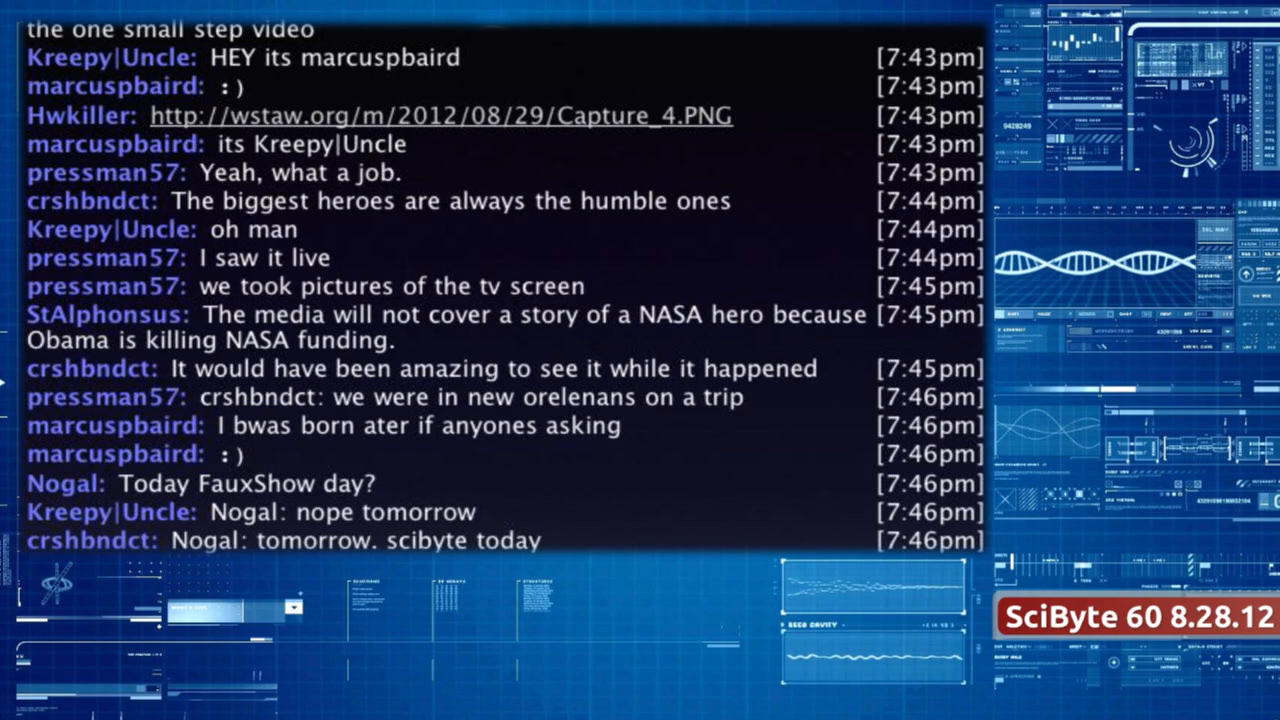 the one small step video
Kreepy|Uncle: HEY its marcuspbaird [7:43pm]
marcuspbaird: :) [7:43pm]
Hwkiller: http://wstaw.org/m/2012/08/29/Capture_4.PNG [7:43pm]
marcuspbaird: its Kreepy|Uncle [7:43pm]
pressman57: Yeah, what a job. [7:43pm]
crshbndct: The biggest heroes are always the humble ones [7:44pm]
Kreepy|Uncle: oh man [7:44pm]
pressman57: I saw it live [7:44pm]
pressman57: we took pictures of the tv screen [7:45pm]
StAlphonsus: The media will not cover a story of a NASA hero because [7:45pm]
Obama is killing NASA funding.
crshbndct: It would have been amazing to see it while it happened [7:45pm]
pressman57: crshbndct: we were in new orelenans on a trip [7:46pm]
marcuspbaird: I bwas born ater if anyones asking [7:46pm]
marcuspbaird: :) [7:46pm]
Nogal: Today FauxShow day? [7:46pm]
Kreepy|Uncle: Nogal: nope tomorrow [7:46pm]
crshbndct: Nogal: tomorrow. scibyte today [7:46pm]
9428249
SciByte 60 8.28.12